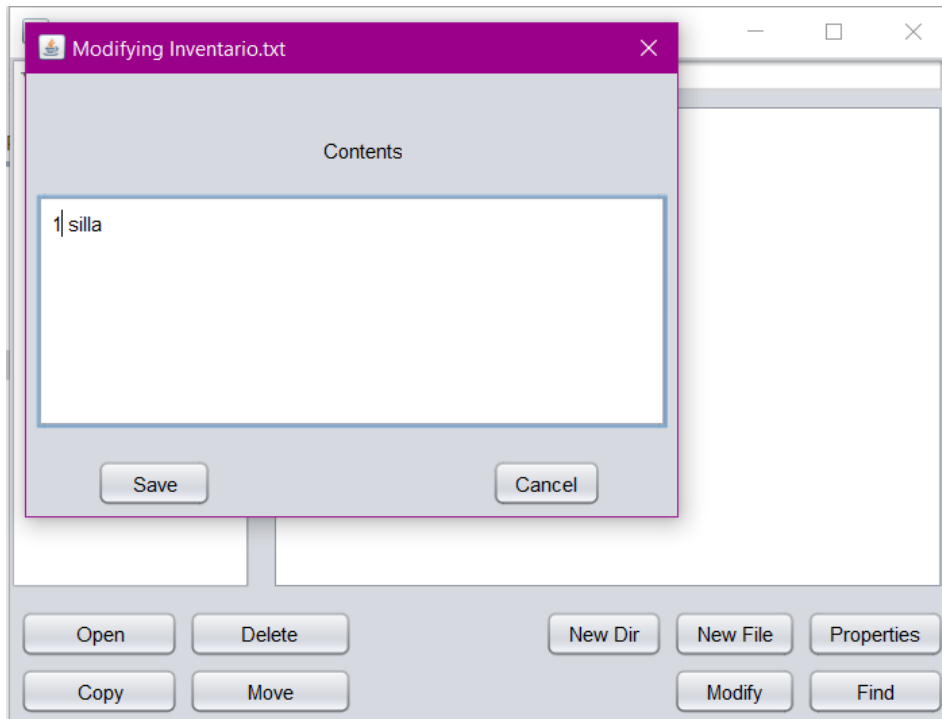 Modifying Inventario.txt
Contents
1 silla
Save Cancel
Open Delete New Dir New File Properties
Copy Move Modify Find